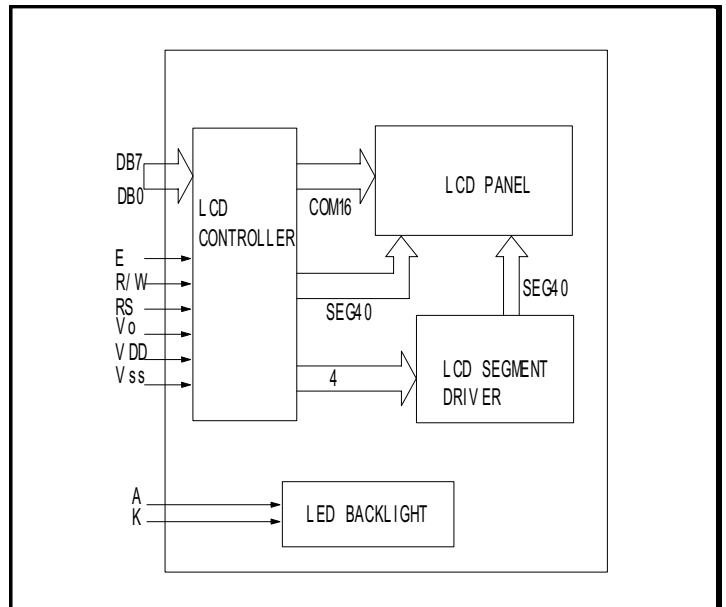 DB7
DB0
E
R/W
RS
Vo
VDD
Vss
LCD
CONTROLLER
COM16
SEG40
4
LCD PANEL
SEG40
LCD SEGMENT
DRIVER
A
K
LED BACKLIGHT